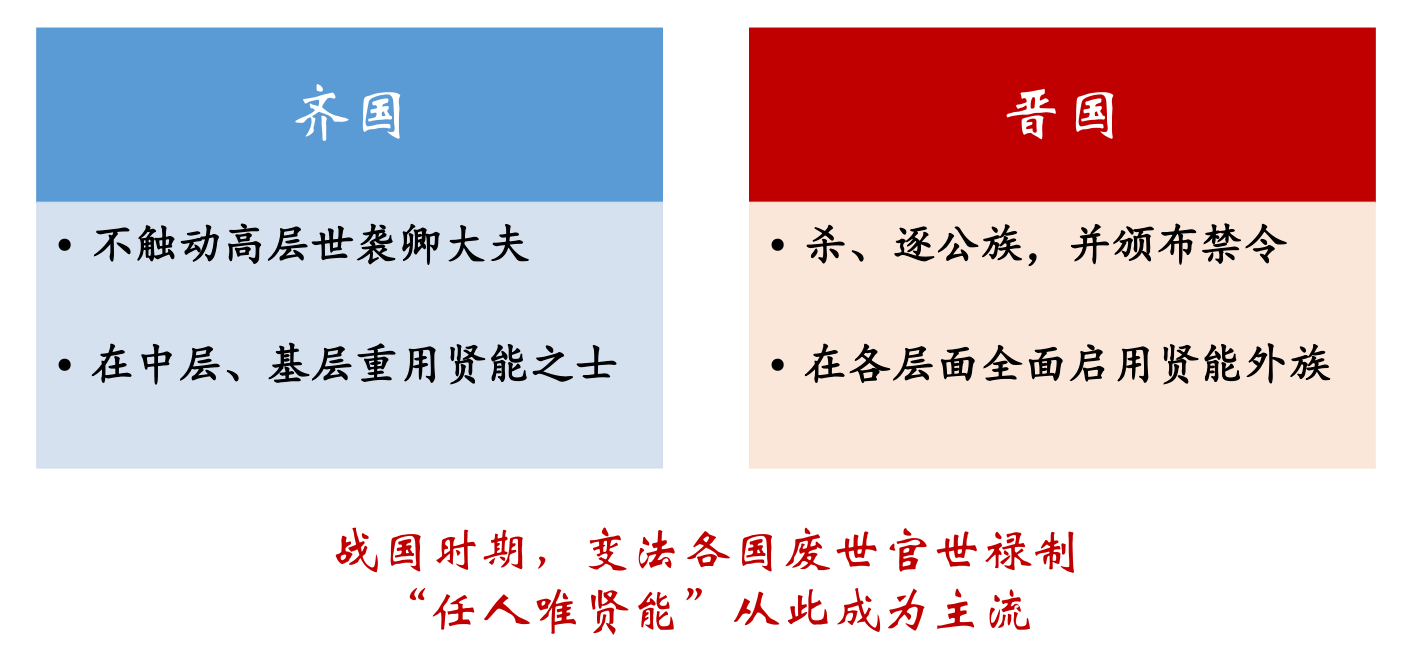 齐国
• 不触动高层世袭卿大夫
• 在中层、基层重用贤能之士
晋国
• 杀、逐公族，并颁布禁令
• 在各层面全面启用贤能外族
战国时期，变法各国废世官世禄制
“任人唯贤能”从此成为主流